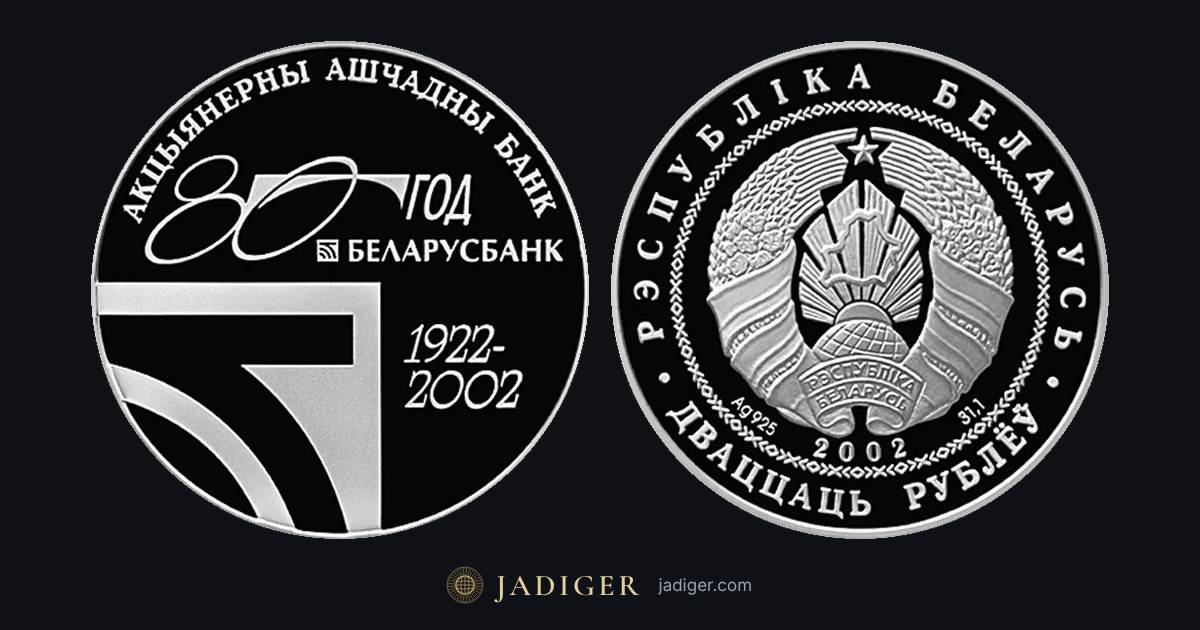 АКЦЫЯНЕРНЫ АШЧАДНЫ БАНК
80 ГОД
БЕЛАРУСБАНК
1922-
2002
РЭСПУБЛІКА БЕЛАРУСЬ
РЭСПУБЛІКА
БЕЛАРУСЬ
Ag 925
31,1
2002
ДВАЦЦАЦЬ РУБЛЁЎ
JADIGER
jadiger.com